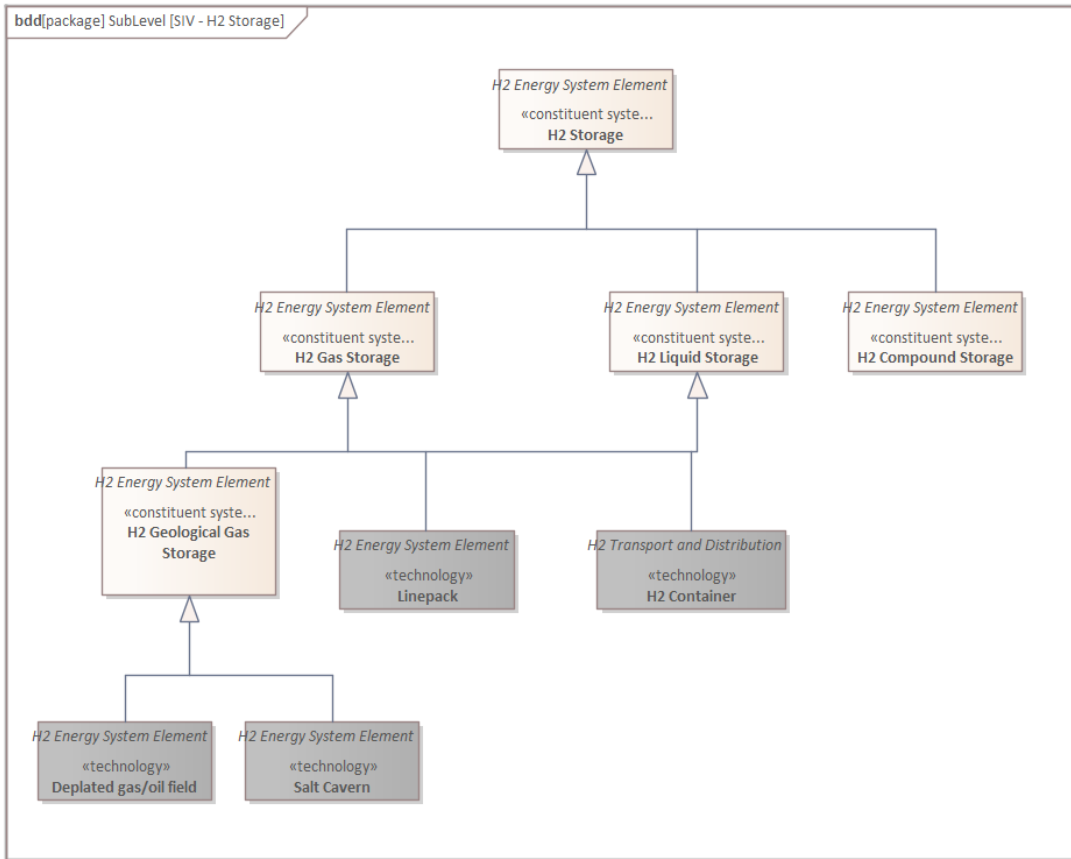 bdd[package] SubLevel [SIV - H2 Storage]
H2 Energy System Element
«constituent syste...
H2 Storage
H2 Energy System Element
«constituent syste...
H2 Gas Storage
H2 Energy System Element
«constituent syste...
H2 Liquid Storage
H2 Energy System Element
«constituent syste...
H2 Compound Storage
H2 Energy System Element
«constituent syste...
H2 Geological Gas
Storage
H2 Energy System Element
«technology»
Linepack
H2 Transport and Distribution
«technology»
H2 Container
H2 Energy System Element
«technology»
Deplated gas/oil field
H2 Energy System Element
«technology»
Salt Cavern